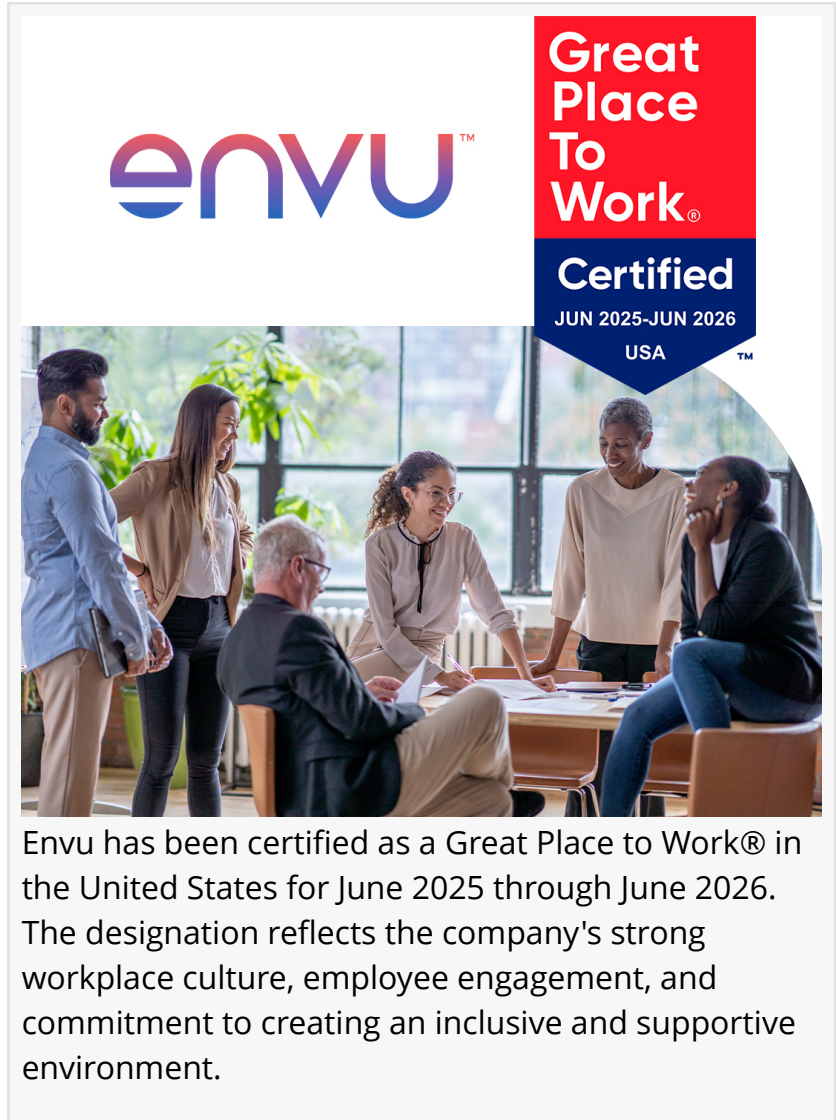 envu™
Great
Place
To
Work®
Certified
JUN 2025-JUN 2026
USA
™
Envu has been certified as a Great Place to Work® in
the United States for June 2025 through June 2026.
The designation reflects the company's strong
workplace culture, employee engagement, and
commitment to creating an inclusive and supportive
environment.